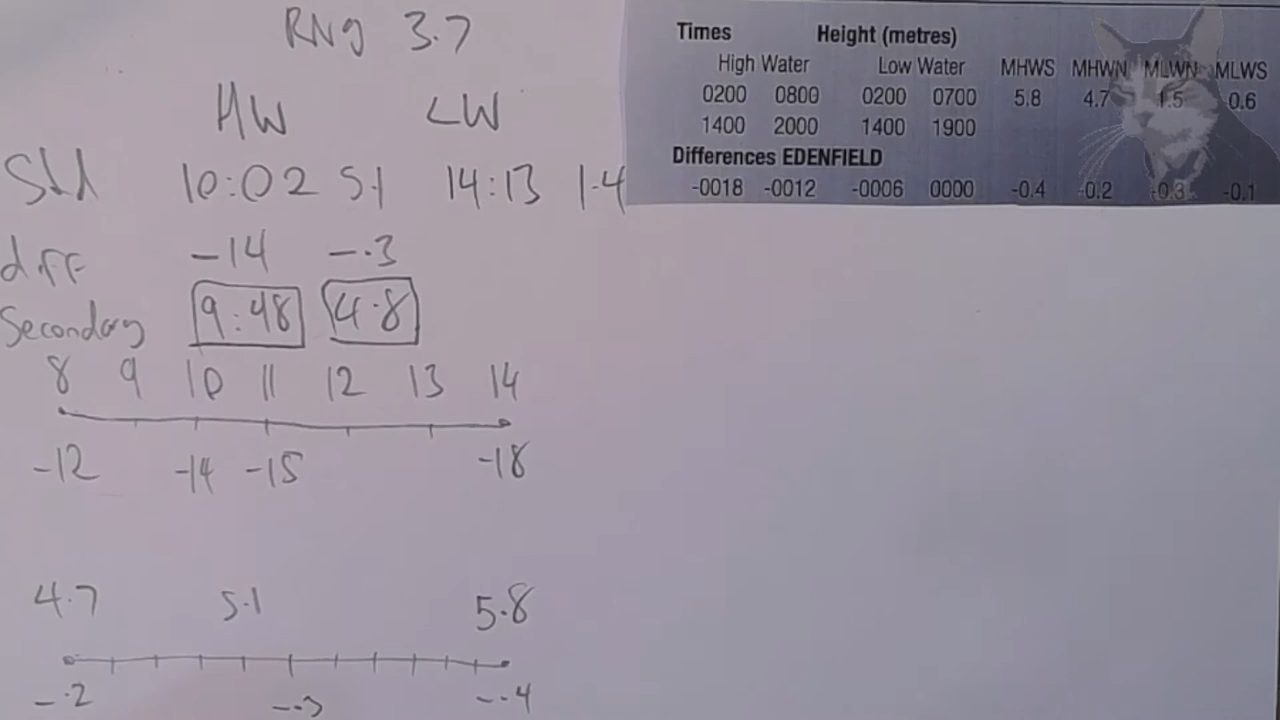 RNg 3.7
HW LW
Std 10:02 5.1 14:13 1.4
diff -14 -.3
Secondary 9:48 4.8
8 9 10 11 12 13 14
-12 -14 -15 -18
4.7 5.1 5.8
-.2 -.3 -.4
Times Height (metres)
High Water Low Water MHWS MHWN MLWN MLWS
0200 0800 0200 0700 5.8 4.7 1.5 0.6
1400 2000 1400 1900
Differences EDENFIELD
-0018 -0012 -0006 0000 -0.4 -0.2 -0.3 -0.1